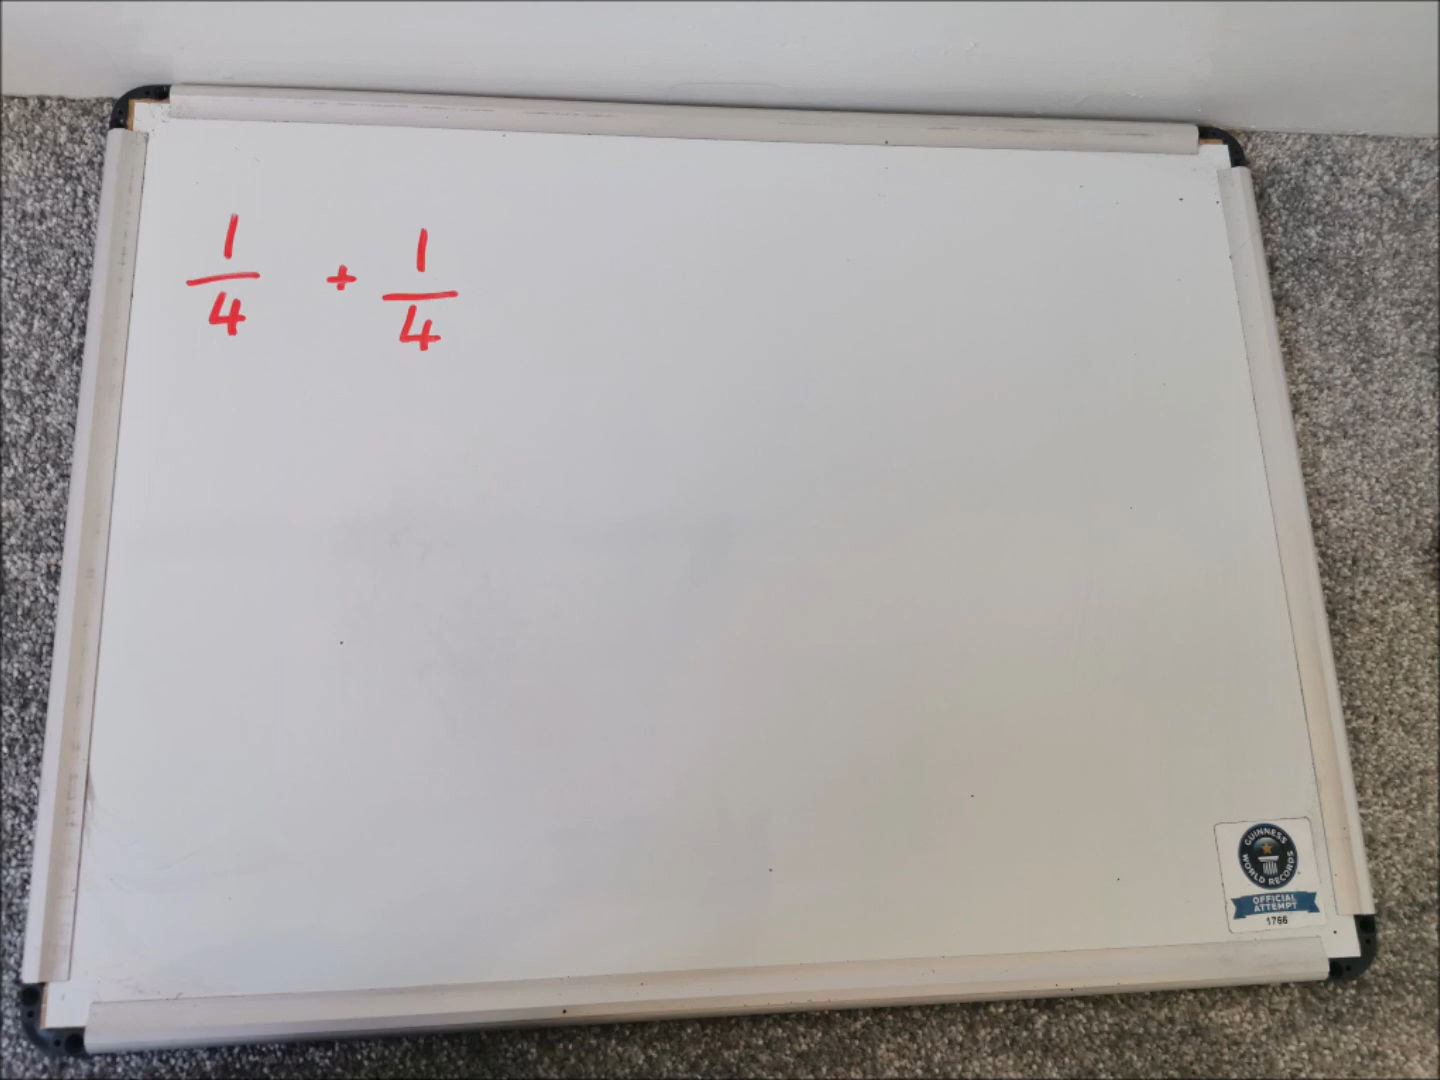 1/4 + 1/4
GUINNESS
WORLD RECORDS
OFFICIAL
ATTEMPT
1766